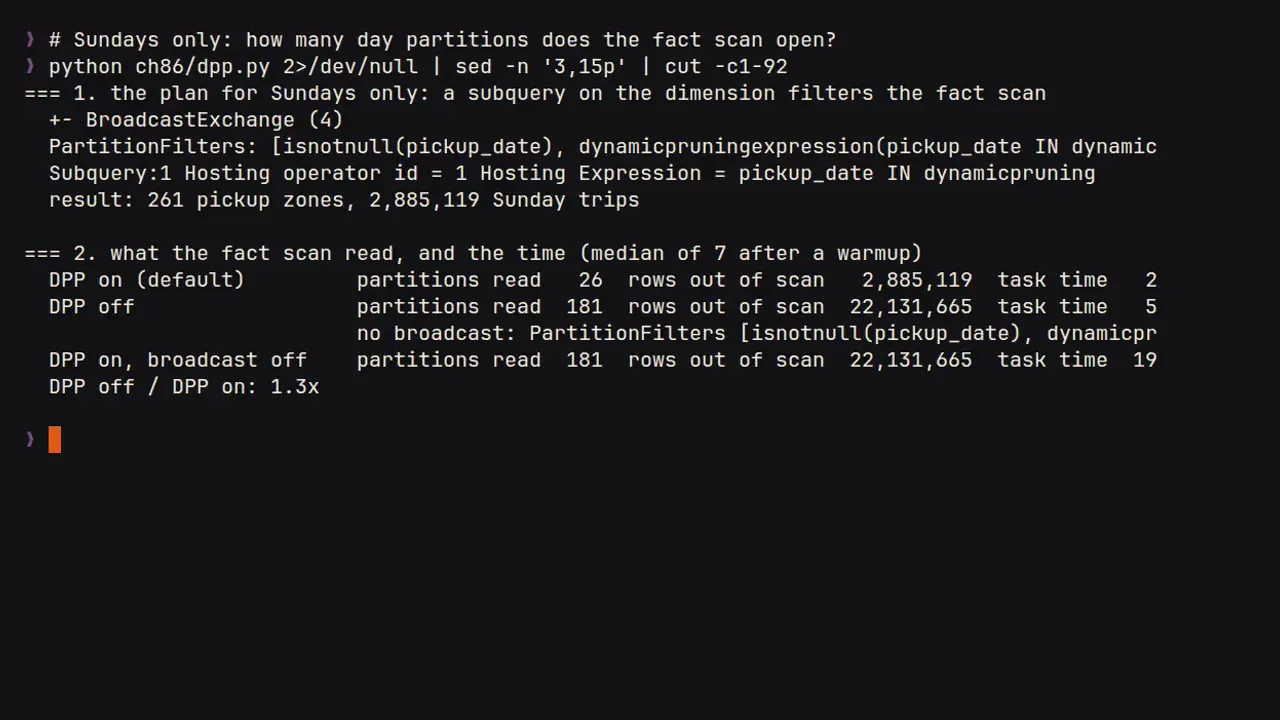 ❯ # Sundays only: how many day partitions does the fact scan open?
❯ python ch86/dpp.py 2>/dev/null | sed -n '3,15p' | cut -c1-92
=== 1. the plan for Sundays only: a subquery on the dimension filters the fact scan
  +- BroadcastExchange (4)
  PartitionFilters: [isnotnull(pickup_date), dynamicpruningexpression(pickup_date IN dynamic
  Subquery:1 Hosting operator id = 1 Hosting Expression = pickup_date IN dynamicpruning
  result: 261 pickup zones, 2,885,119 Sunday trips

=== 2. what the fact scan read, and the time (median of 7 after a warmup)
  DPP on (default)         partitions read   26  rows out of scan   2,885,119  task time   2
  DPP off                  partitions read  181  rows out of scan  22,131,665  task time   5
                           no broadcast: PartitionFilters [isnotnull(pickup_date), dynamicpr
  DPP on, broadcast off    partitions read  181  rows out of scan  22,131,665  task time  19
  DPP off / DPP on: 1.3x

❯